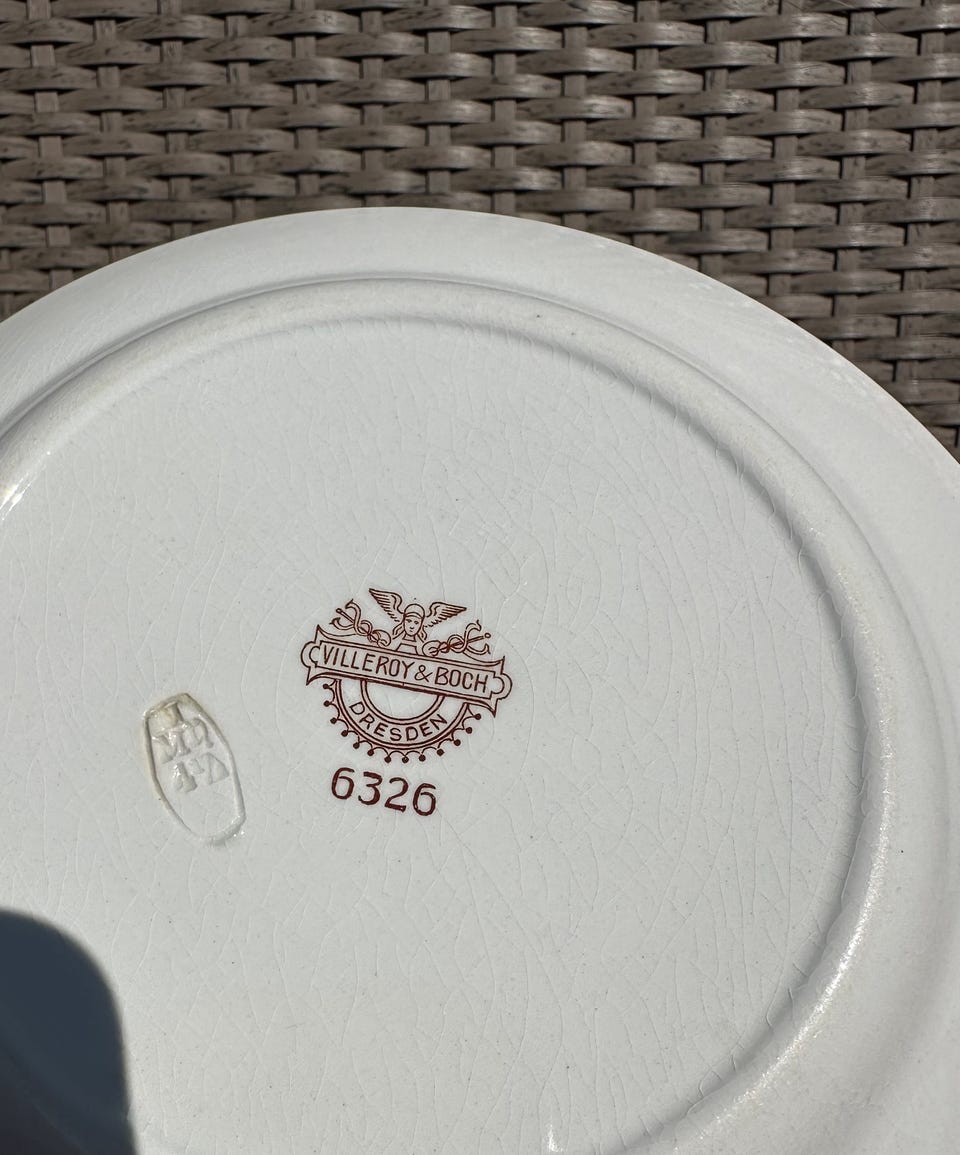 VILLEROY & BOCH
DRESDEN
6326